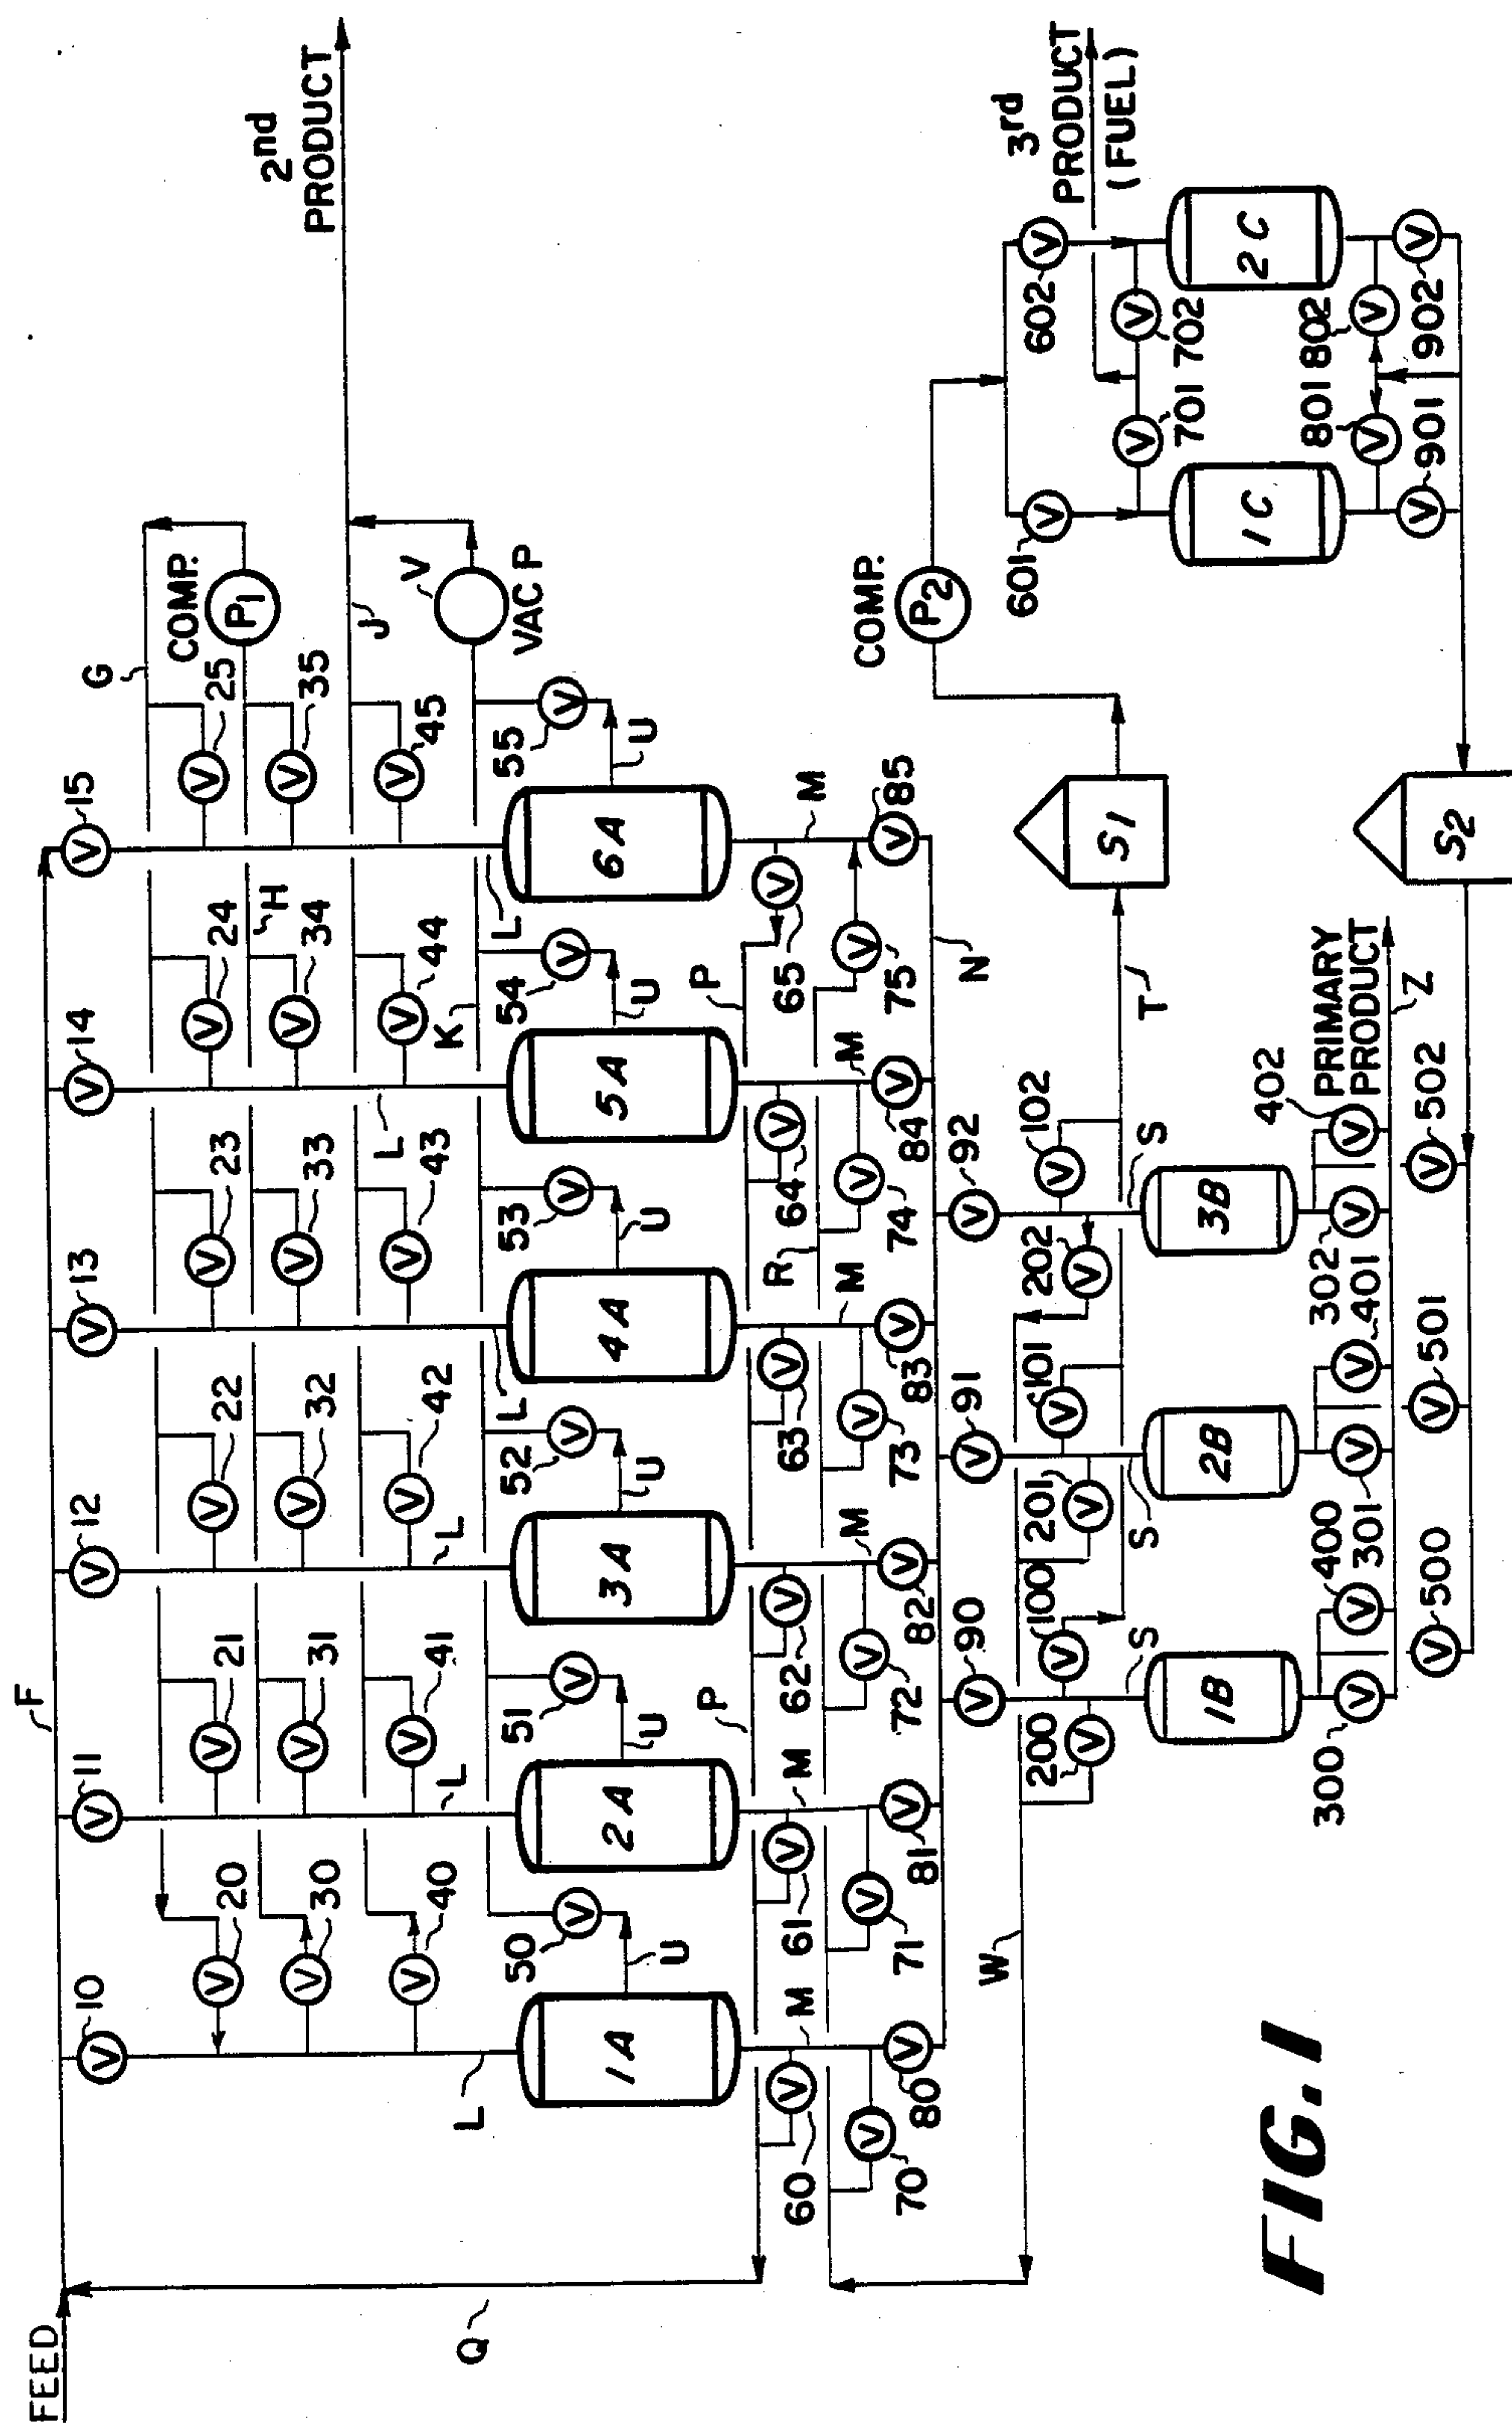 FEED
F
10
11
12
13
14
15
V
V
V
V
V
V
G
2nd
PRODUCT
20
21
22
23
24
25
V
V
V
V
V
V
COMP.
P1
H
30
31
32
33
34
35
V
V
V
V
V
V
J
40
41
42
43
44
45
V
V
V
V
V
V
V
VAC P
K
L
L
L
L
L
L
50
51
52
53
54
55
V
V
V
V
V
V
U
U
U
U
U
U
1A
2A
3A
4A
5A
6A
Q
P
P
M
M
M
M
M
M
60
61
62
63
64
65
V
V
V
V
V
V
R
70
71
72
73
74
75
V
V
V
V
V
V
80
81
82
83
84
85
V
V
V
V
V
V
N
90
91
92
V
V
V
COMP.
P2
W
100
101
102
V
V
V
200
201
202
V
V
V
T
S1
S
S
S
1B
2B
3B
3rd
PRODUCT
(FUEL)
601
602
V
V
701
702
V
V
1C
2C
801
802
V
V
901
902
V
V
300
400
301
401
302
402
V
V
V
V
V
V
PRIMARY
PRODUCT
Z
500
501
502
V
V
V
S2
FIG. 1